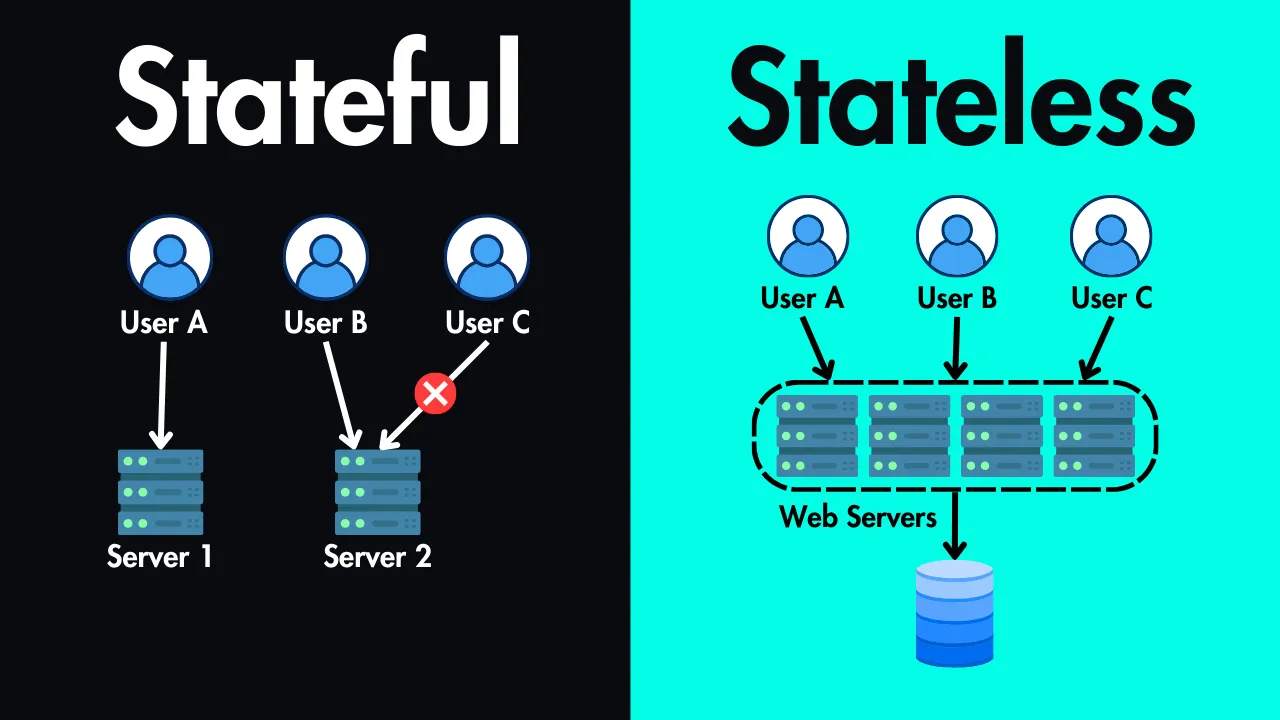 Stateful
User A
User B
User C
Server 1
Server 2
Stateless
User A
User B
User C
Web Servers